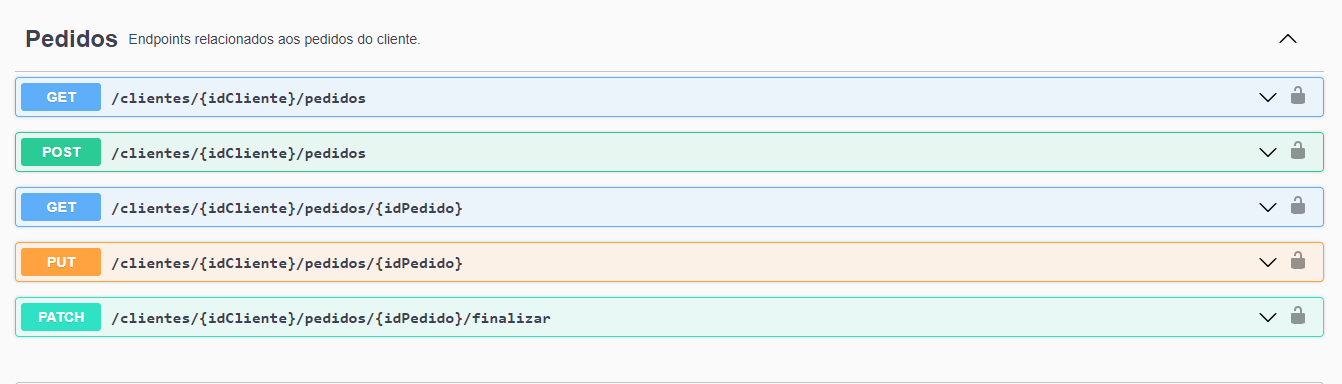 Pedidos Endpoints relacionados aos pedidos do cliente.
GET /clientes/{idCliente}/pedidos
POST /clientes/{idCliente}/pedidos
GET /clientes/{idCliente}/pedidos/{idPedido}
PUT /clientes/{idCliente}/pedidos/{idPedido}
PATCH /clientes/{idCliente}/pedidos/{idPedido}/finalizar